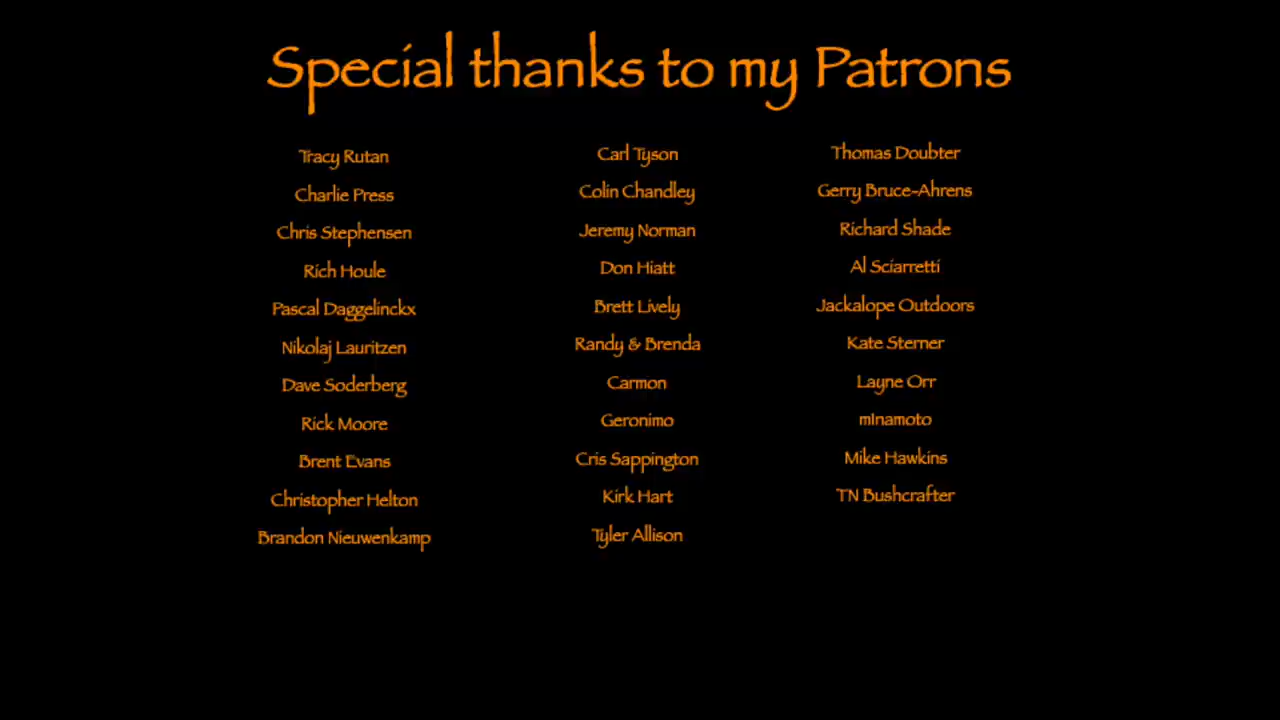 Special thanks to my Patrons
Tracy Rutan
Charlie Press
Chris Stephensen
Rich Houle
Pascal Daggelinckx
Nikolaj Lauritzen
Dave Soderberg
Rick Moore
Brent Evans
Christopher Helton
Brandon Nieuwenkamp
Carl Tyson
Colin Chandley
Jeremy Norman
Don Hiatt
Brett Lively
Randy & Brenda
Carmon
Geronimo
Cris Sappington
Kirk Hart
Tyler Allison
Thomas Doubter
Gerry Bruce-Ahrens
Richard Shade
Al Sciarretti
Jackalope Outdoors
Kate Sterner
Layne Orr
m1namoto
Mike Hawkins
TN Bushcrafter